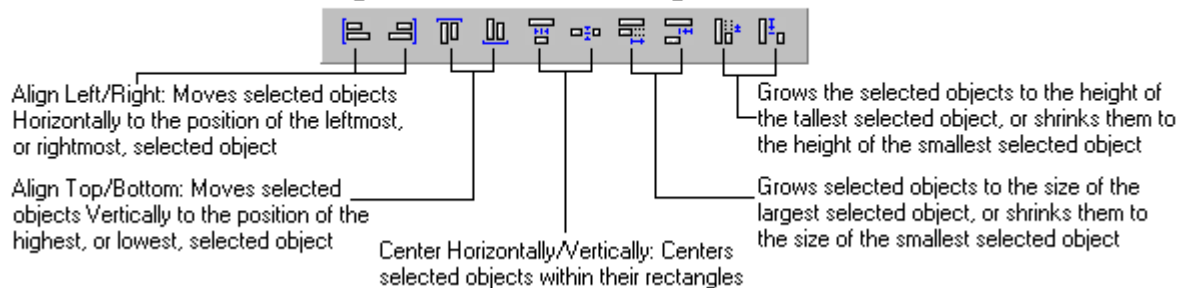 Align Left/Right: Moves selected objects
Horizontally to the position of the leftmost,
or rightmost, selected object
Align Top/Bottom: Moves selected
objects Vertically to the position of the
highest, or lowest, selected object
Center Horizontally/Vertically: Centers
selected objects within their rectangles
Grows the selected objects to the height of
the tallest selected object, or shrinks them to
the height of the smallest selected object
Grows selected objects to the size of the
largest selected object, or shrinks them to
the size of the smallest selected object